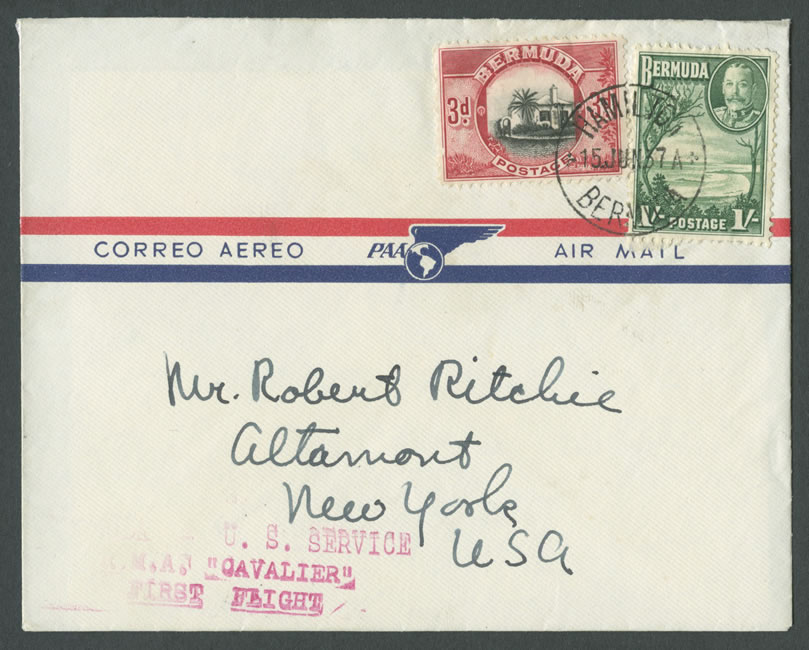 BERMUDA
3d.
POSTAGE
BERMUDA
1/- POSTAGE 1/-
HAMILTON
15 JUN 37 A
CORREO AEREO PAA AIR MAIL
Mr. Robert Ritchie
Altamont
New York
USA
U. S. SERVICE
"CAVALIER"
FIRST FLIGHT